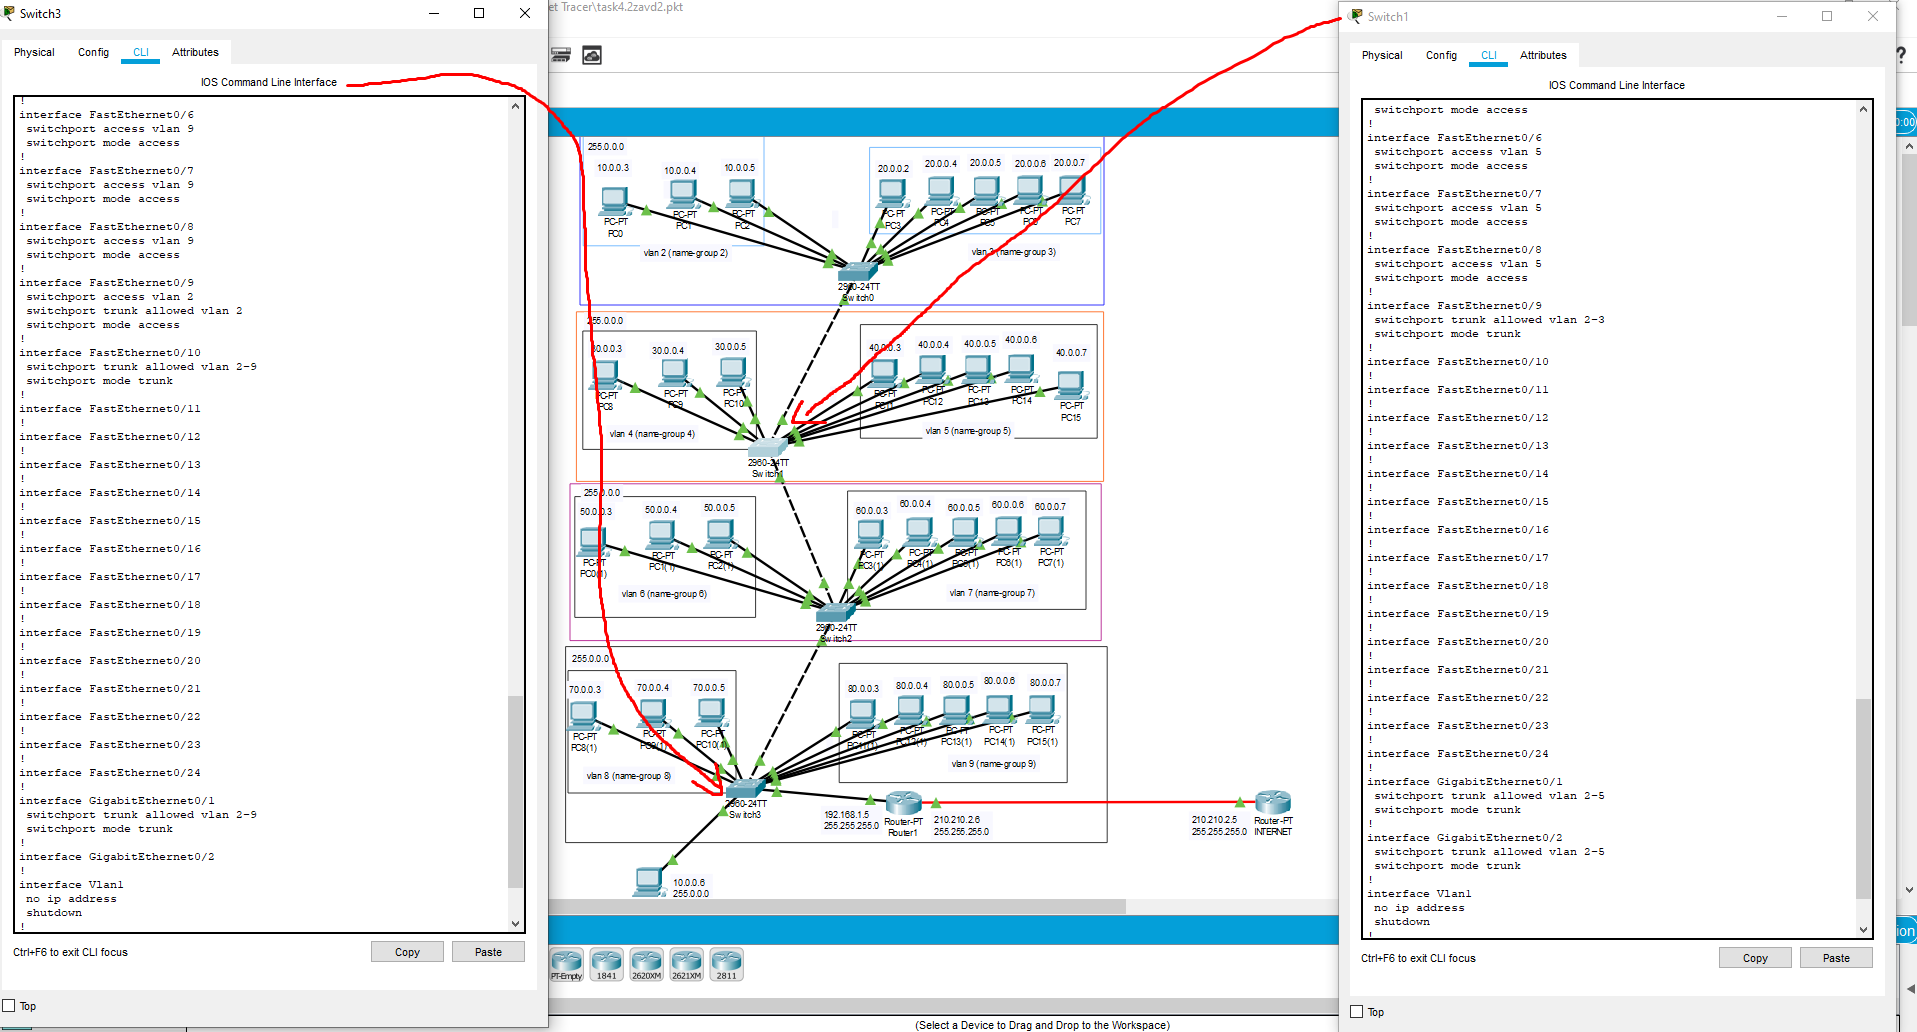 Switch3
Physical
Config
CLI
Attributes
IOS Command Line Interface
!
interface FastEthernet0/6
switchport access vlan 9
switchport mode access
!
interface FastEthernet0/7
switchport access vlan 9
switchport mode access
!
interface FastEthernet0/8
switchport access vlan 9
switchport mode access
!
interface FastEthernet0/9
switchport access vlan 2
switchport trunk allowed vlan 2
switchport mode access
!
interface FastEthernet0/10
switchport trunk allowed vlan 2-9
switchport mode trunk
!
interface FastEthernet0/11
!
interface FastEthernet0/12
!
interface FastEthernet0/13
!
interface FastEthernet0/14
!
interface FastEthernet0/15
!
interface FastEthernet0/16
!
interface FastEthernet0/17
!
interface FastEthernet0/18
!
interface FastEthernet0/19
!
interface FastEthernet0/20
!
interface FastEthernet0/21
!
interface FastEthernet0/22
!
interface FastEthernet0/23
!
interface FastEthernet0/24
!
interface GigabitEthernet0/1
switchport trunk allowed vlan 2-9
switchport mode trunk
!
interface GigabitEthernet0/2
!
interface Vlan1
no ip address
shutdown
!
Ctrl+F6 to exit CLI focus
Copy
Paste
Top
et Tracer\task4.2zavd2.pkt
255.0.0.0
10.0.0.3
10.0.0.4
10.0.0.5
PC-PT
PC0
PC-PT
PC1
PC-PT
PC2
vlan 2 (name-group 2)
20.0.0.2
20.0.0.4
20.0.0.5
20.0.0.6
20.0.0.7
PC-PT
PC3
PC-PT
PC4
PC-PT
PC-PT
PC-PT
PC7
vlan 3 (name-group 3)
2960-24TT
Switch0
255.0.0.0
30.0.0.3
30.0.0.4
30.0.0.5
PC-PT
PC8
PC-PT
PC9
PC-PT
PC10
vlan 4 (name-group 4)
40.0.0.3
40.0.0.4
40.0.0.5
40.0.0.6
40.0.0.7
PC-PT
PC11
PC-PT
PC12
PC-PT
PC13
PC-PT
PC14
PC-PT
PC15
vlan 5 (name-group 5)
2960-24TT
Switch1
255.0.0.0
50.0.0.3
50.0.0.4
50.0.0.5
PC-PT
PC0(1)
PC-PT
PC1(1)
PC-PT
PC2(1)
vlan 6 (name-group 6)
60.0.0.3
60.0.0.4
60.0.0.5
60.0.0.6
60.0.0.7
PC-PT
PC3(1)
PC-PT
PC4(1)
PC-PT
PC5(1)
PC-PT
PC6(1)
PC-PT
PC7(1)
vlan 7 (name-group 7)
2960-24TT
Switch2
255.0.0.0
70.0.0.3
70.0.0.4
70.0.0.5
PC-PT
PC8(1)
PC-PT
PC9(1)
PC-PT
PC10(1)
vlan 8 (name-group 8)
80.0.0.3
80.0.0.4
80.0.0.5
80.0.0.6
80.0.0.7
PC-PT
PC11(1)
PC-PT
PC12(1)
PC-PT
PC13(1)
PC-PT
PC14(1)
PC-PT
PC15(1)
vlan 9 (name-group 9)
2960-24TT
Switch3
192.168.1.5
255.255.255.0
Router-PT
Router1
210.210.2.6
255.255.255.0
210.210.2.5
255.255.255.0
Router-PT
INTERNET
10.0.0.6
255.0.0.0
PT-Empty
1841
2620XM
2621XM
2811
(Select a Device to Drag and Drop to the Workspace)
Switch1
Physical
Config
CLI
Attributes
IOS Command Line Interface
switchport mode access
!
interface FastEthernet0/6
switchport access vlan 5
switchport mode access
!
interface FastEthernet0/7
switchport access vlan 5
switchport mode access
!
interface FastEthernet0/8
switchport access vlan 5
switchport mode access
!
interface FastEthernet0/9
switchport trunk allowed vlan 2-3
switchport mode trunk
!
interface FastEthernet0/10
!
interface FastEthernet0/11
!
interface FastEthernet0/12
!
interface FastEthernet0/13
!
interface FastEthernet0/14
!
interface FastEthernet0/15
!
interface FastEthernet0/16
!
interface FastEthernet0/17
!
interface FastEthernet0/18
!
interface FastEthernet0/19
!
interface FastEthernet0/20
!
interface FastEthernet0/21
!
interface FastEthernet0/22
!
interface FastEthernet0/23
!
interface FastEthernet0/24
!
interface GigabitEthernet0/1
switchport trunk allowed vlan 2-5
switchport mode trunk
!
interface GigabitEthernet0/2
switchport trunk allowed vlan 2-5
switchport mode trunk
!
interface Vlan1
no ip address
shutdown
!
Ctrl+F6 to exit CLI focus
Copy
Paste
Top
?
0:00
ion